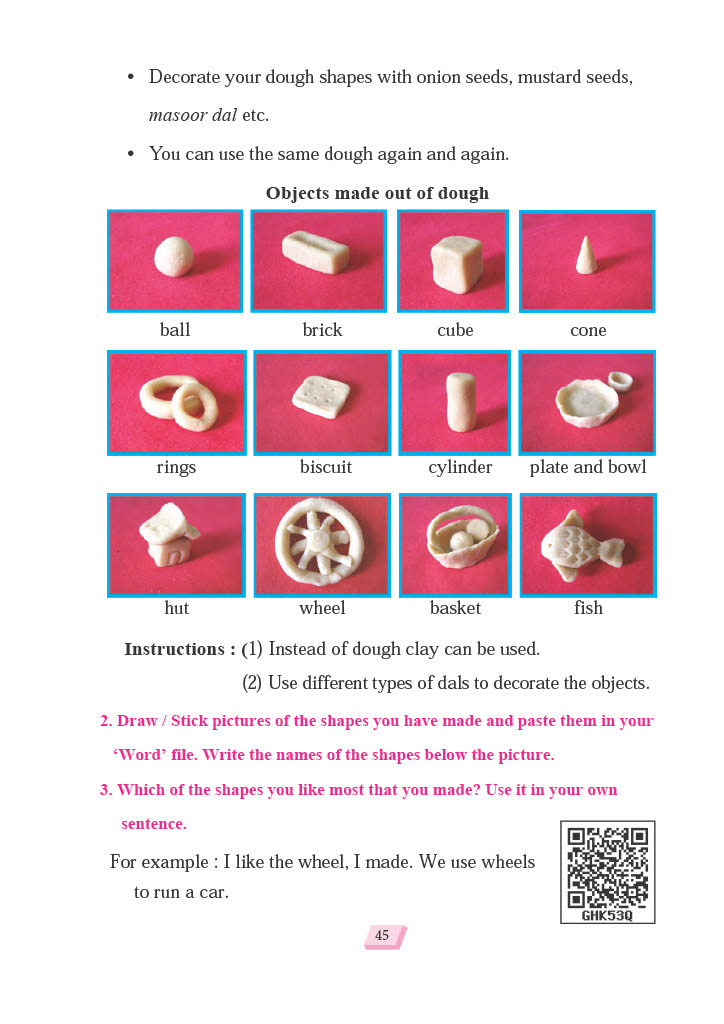 • Decorate your dough shapes with onion seeds, mustard seeds,
masoor dal etc.
• You can use the same dough again and again.
Objects made out of dough
ball brick cube cone
rings biscuit cylinder plate and bowl
hut wheel basket fish
Instructions : (1) Instead of dough clay can be used.
(2) Use different types of dals to decorate the objects.
2. Draw / Stick pictures of the shapes you have made and paste them in your
‘Word’ file. Write the names of the shapes below the picture.
3. Which of the shapes you like most that you made? Use it in your own
sentence.
For example : I like the wheel, I made. We use wheels
to run a car.
GHK53Q
45